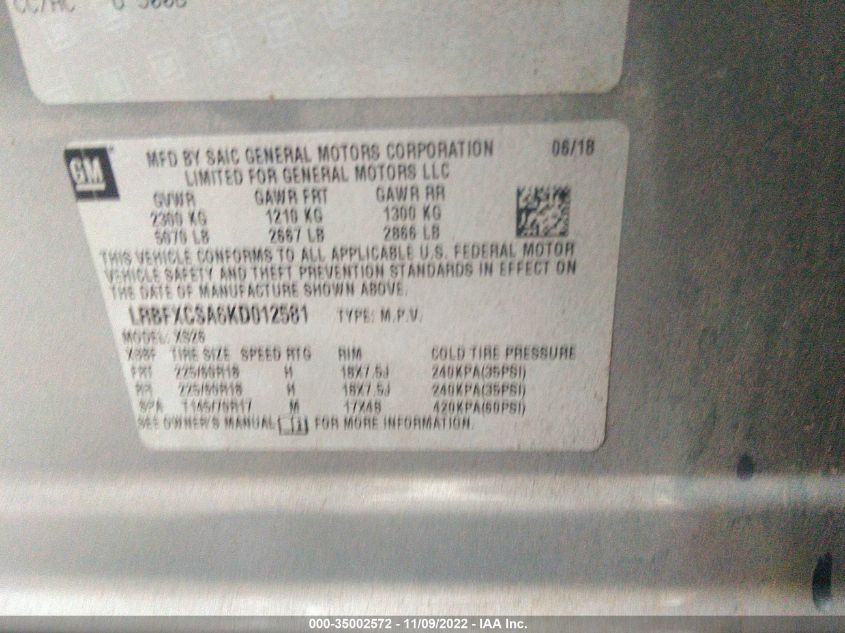 CC/AC
GM
MFD BY SAIC GENERAL MOTORS CORPORATION 06/18
LIMITED FOR GENERAL MOTORS LLC
GVWR GAWR FRT GAWR RR
2300 KG 1210 KG 1300 KG
5070 LB 2667 LB 2866 LB
THIS VEHICLE CONFORMS TO ALL APPLICABLE U.S. FEDERAL MOTOR
VEHICLE SAFETY AND THEFT PREVENTION STANDARDS IN EFFECT ON
THE DATE OF MANUFACTURE SHOWN ABOVE.
LRBFXCSA6KD012581 TYPE: M.P.V.
MODEL: XS26
TIRE SIZE SPEED RTG RIM COLD TIRE PRESSURE
FRT 225/60R18 H 18X7.5J 240KPA(35PSI)
RR 225/60R18 H 18X7.5J 240KPA(35PSI)
SPA T145/70R17 M 17X4B 420KPA(60PSI)
SEE OWNER'S MANUAL FOR MORE INFORMATION.
000-35002572 - 11/09/2022 - IAA Inc.